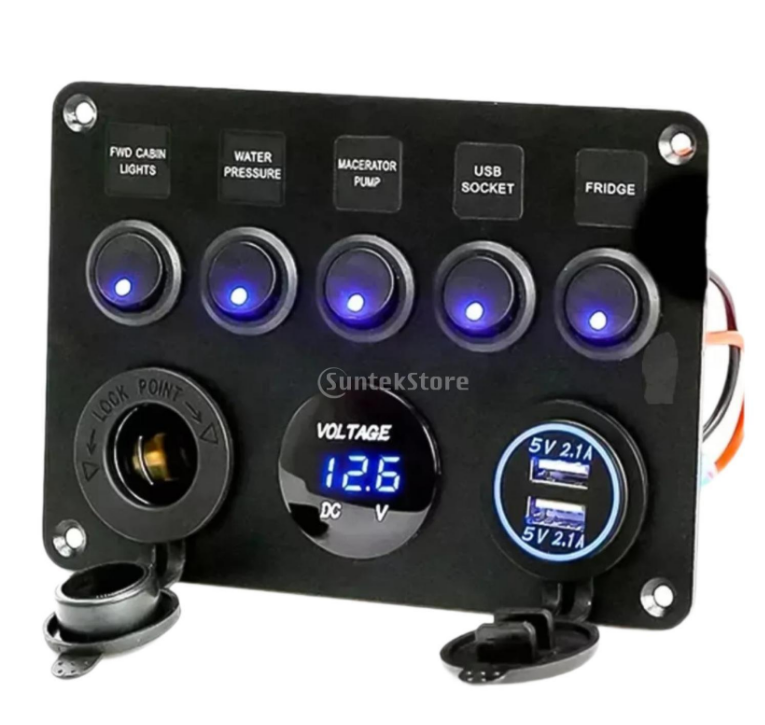 FWD CABIN
LIGHTS
WATER
PRESSURE
MACERATOR
PUMP
USB
SOCKET
FRIDGE
SuntekStore
LOCK POINT
VOLTAGE
12.6
DC V
5V 2.1A
5V 2.1A